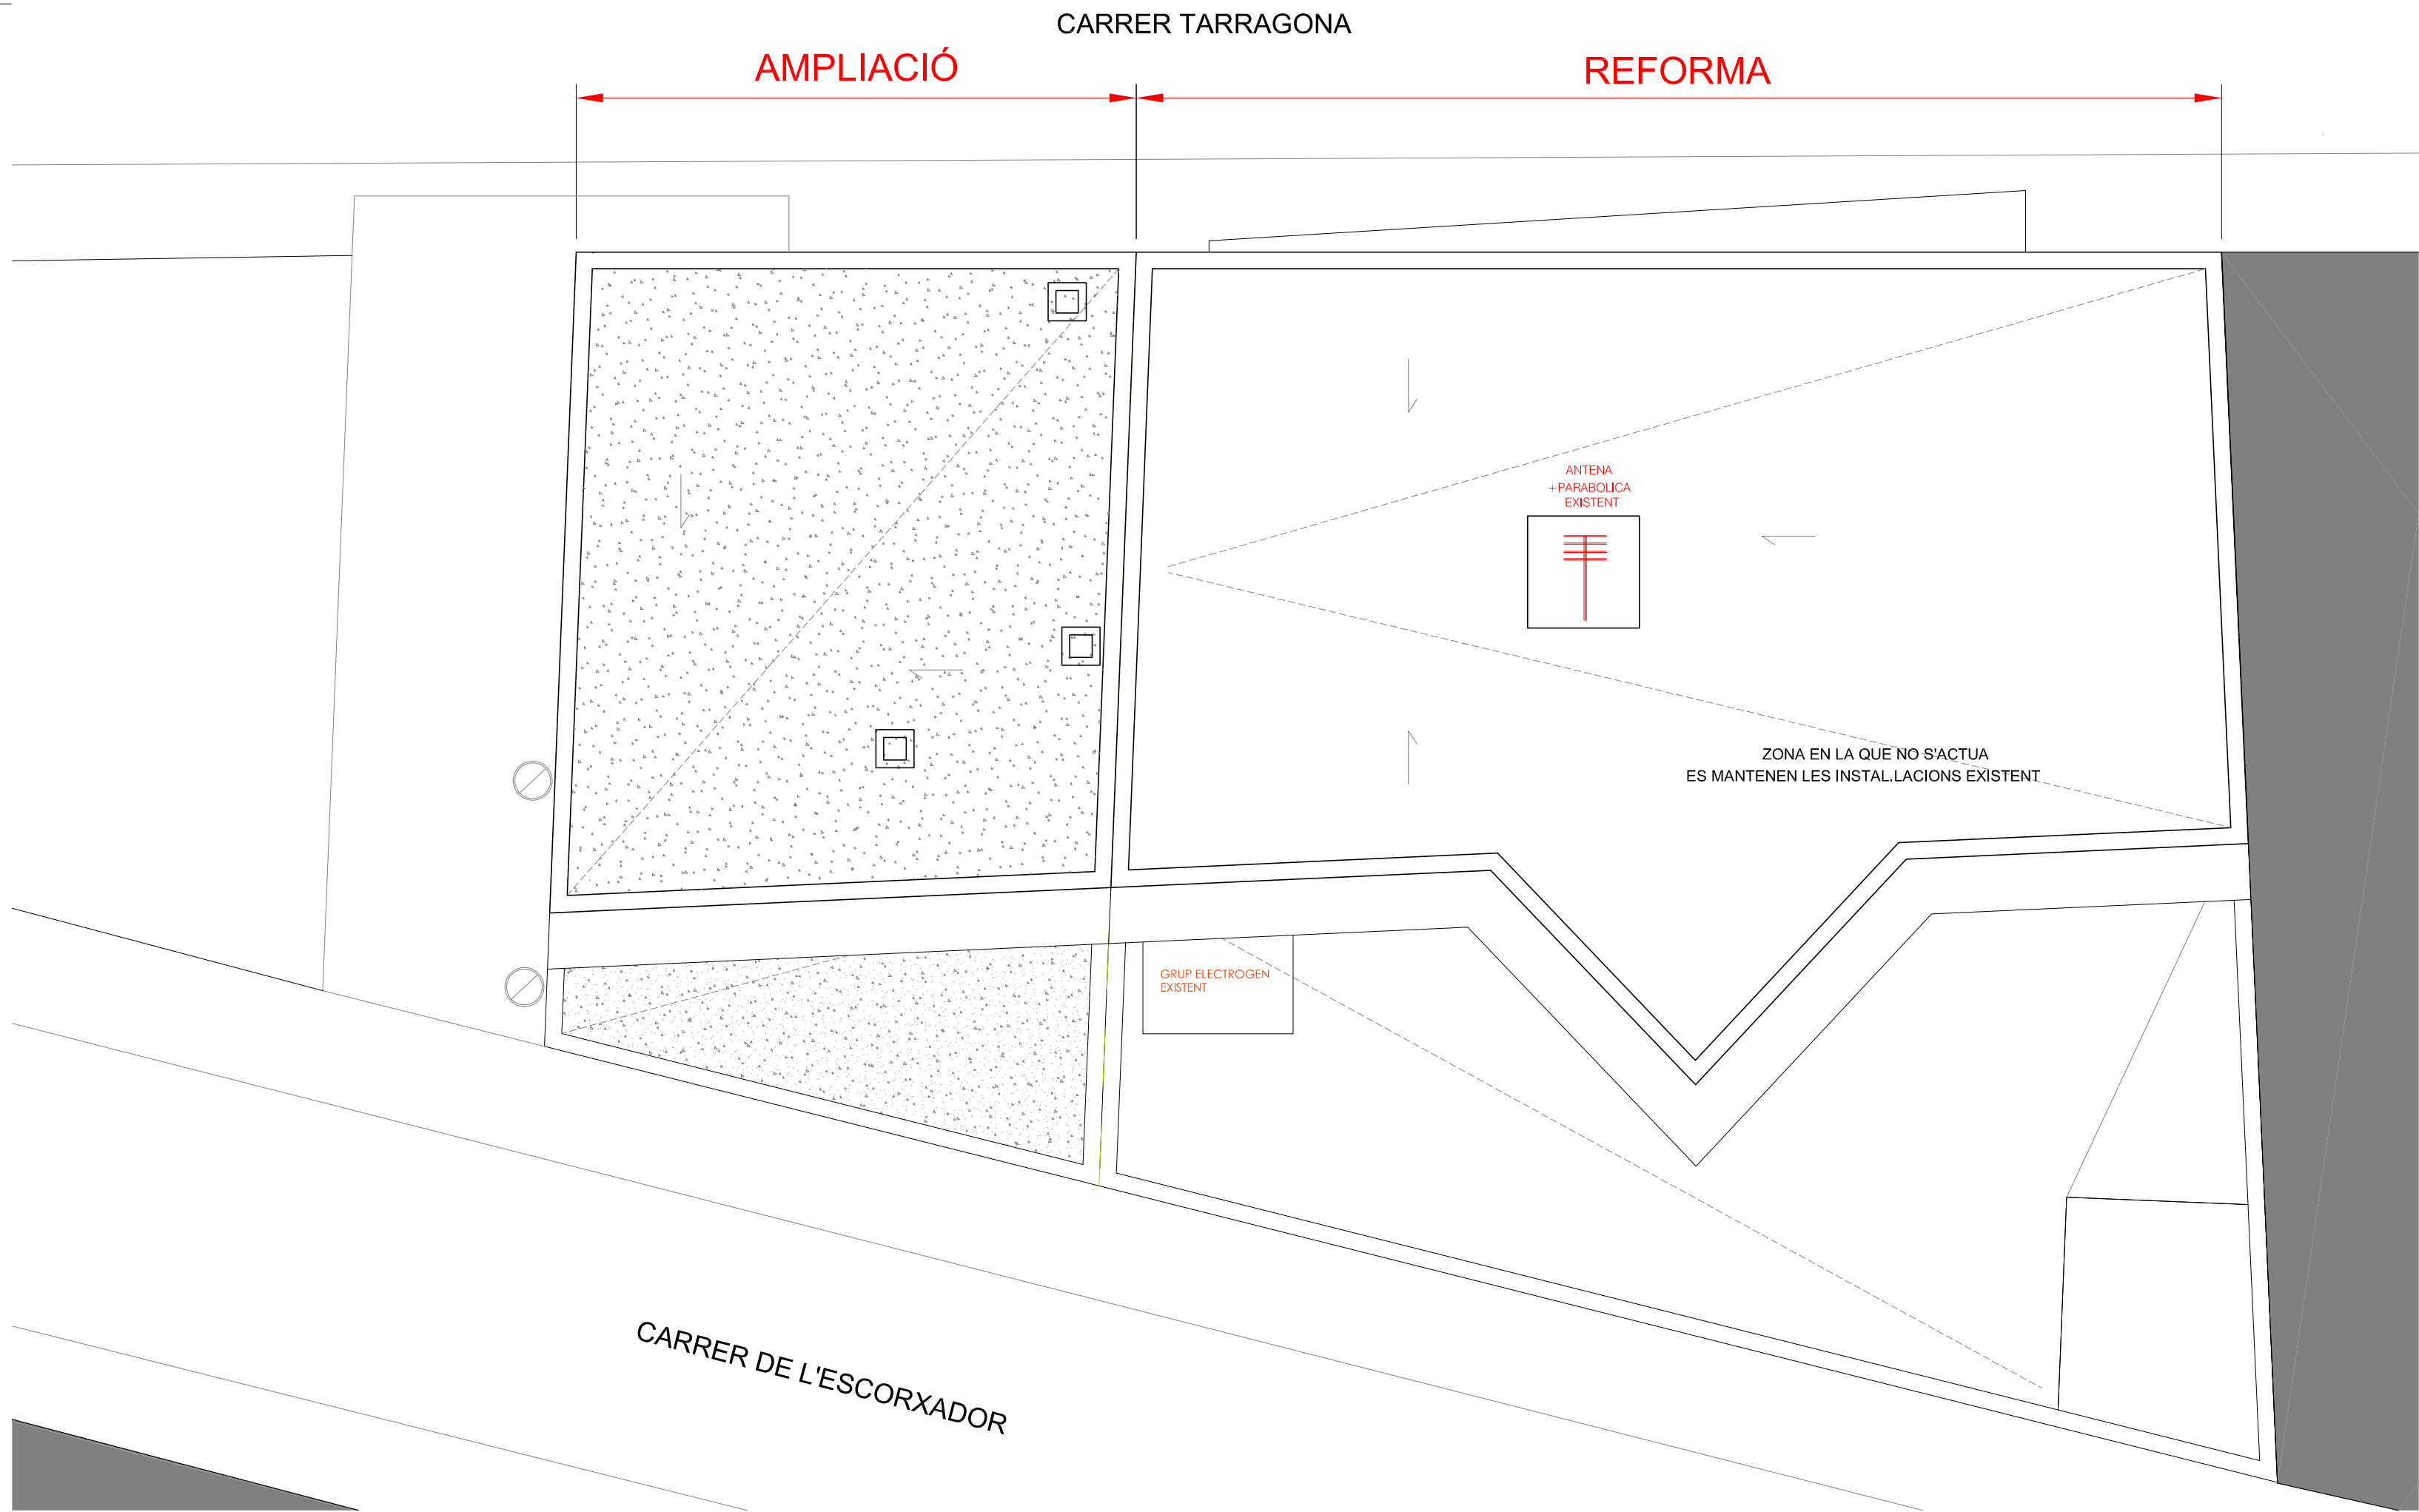 CARRER TARRAGONA
AMPLIACIÓ
REFORMA
ANTENA
+PARABOLICA
EXISTENT
ZONA EN LA QUE NO S'ACTUA
ES MANTENEN LES INSTAL.LACIONS EXISTENT
GRUP ELECTROGEN
EXISTENT
CARRER DE L'ESCORXADOR